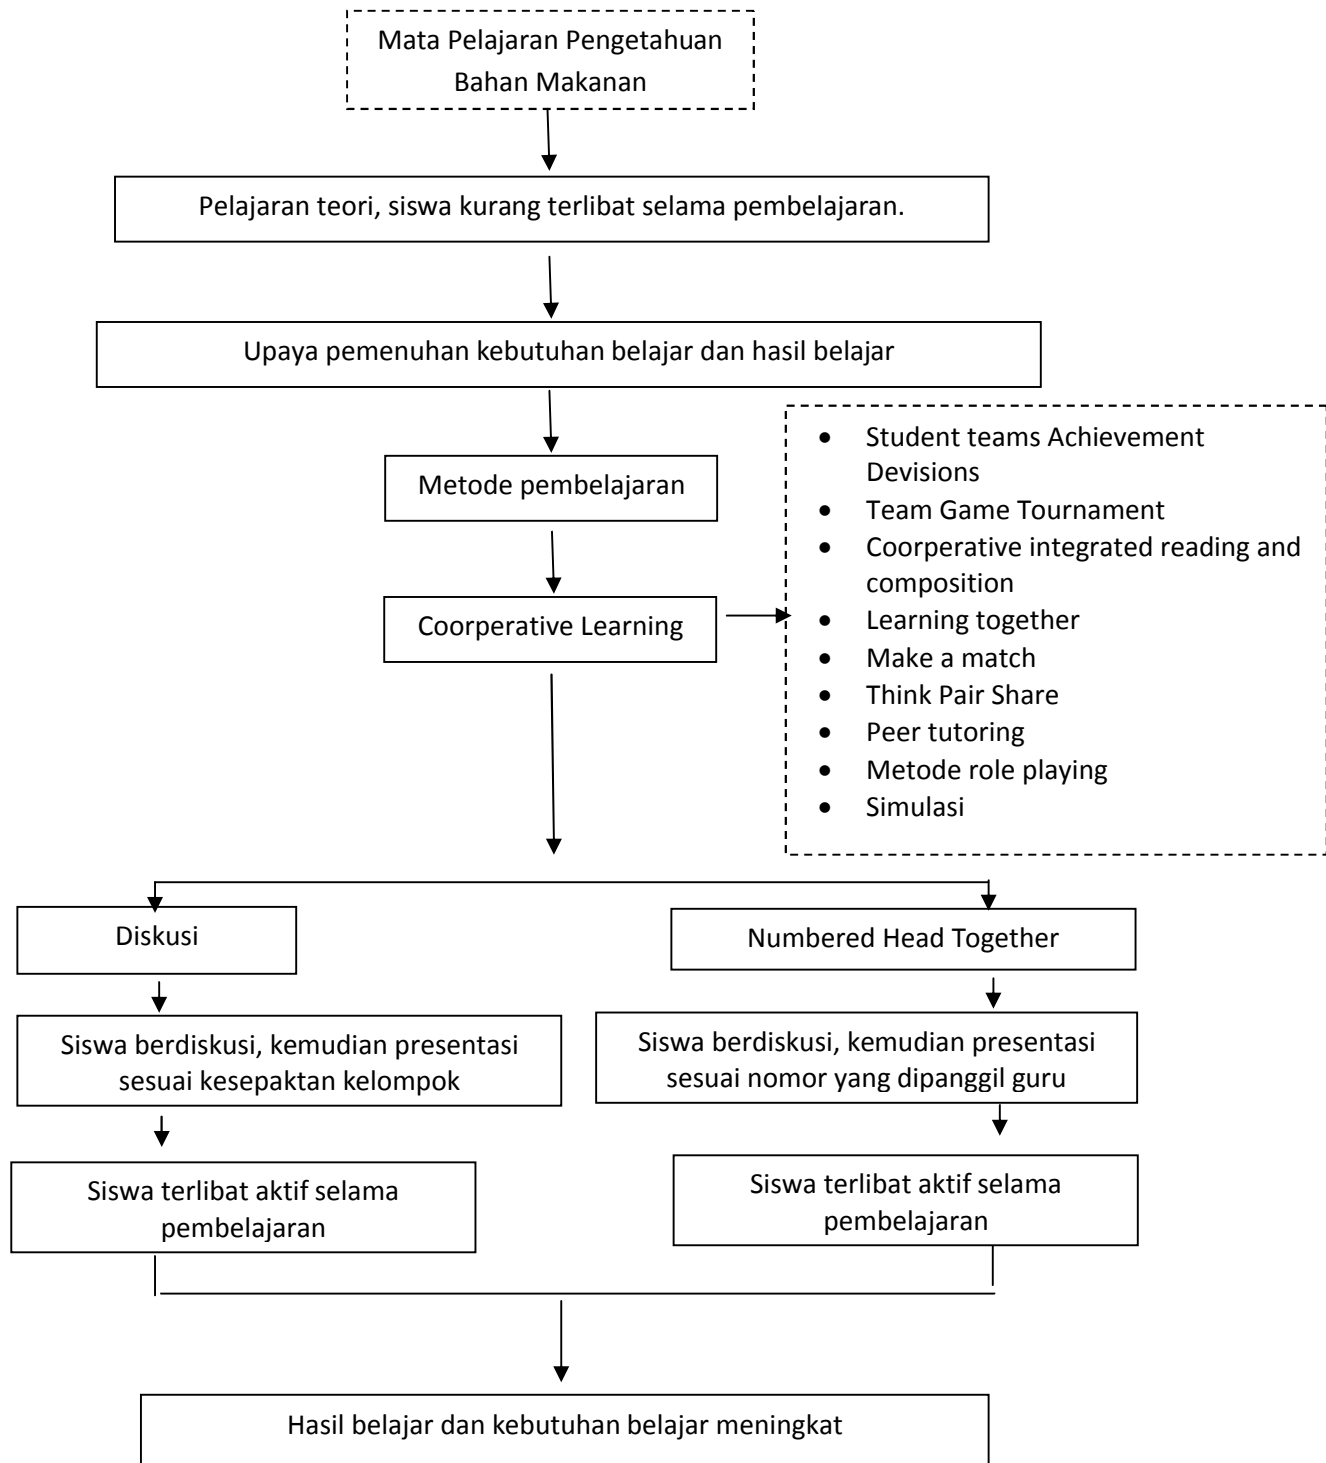 Mata Pelajaran Pengetahuan
Bahan Makanan
Pelajaran teori, siswa kurang terlibat selama pembelajaran.
Upaya pemenuhan kebutuhan belajar dan hasil belajar
Metode pembelajaran
Coorperative Learning
• Student teams Achievement
Devisions
• Team Game Tournament
• Coorperative integrated reading and
composition
• Learning together
• Make a match
• Think Pair Share
• Peer tutoring
• Metode role playing
• Simulasi
Diskusi
Numbered Head Together
Siswa berdiskusi, kemudian presentasi
sesuai kesepaktan kelompok
Siswa berdiskusi, kemudian presentasi
sesuai nomor yang dipanggil guru
Siswa terlibat aktif selama
pembelajaran
Siswa terlibat aktif selama
pembelajaran
Hasil belajar dan kebutuhan belajar meningkat